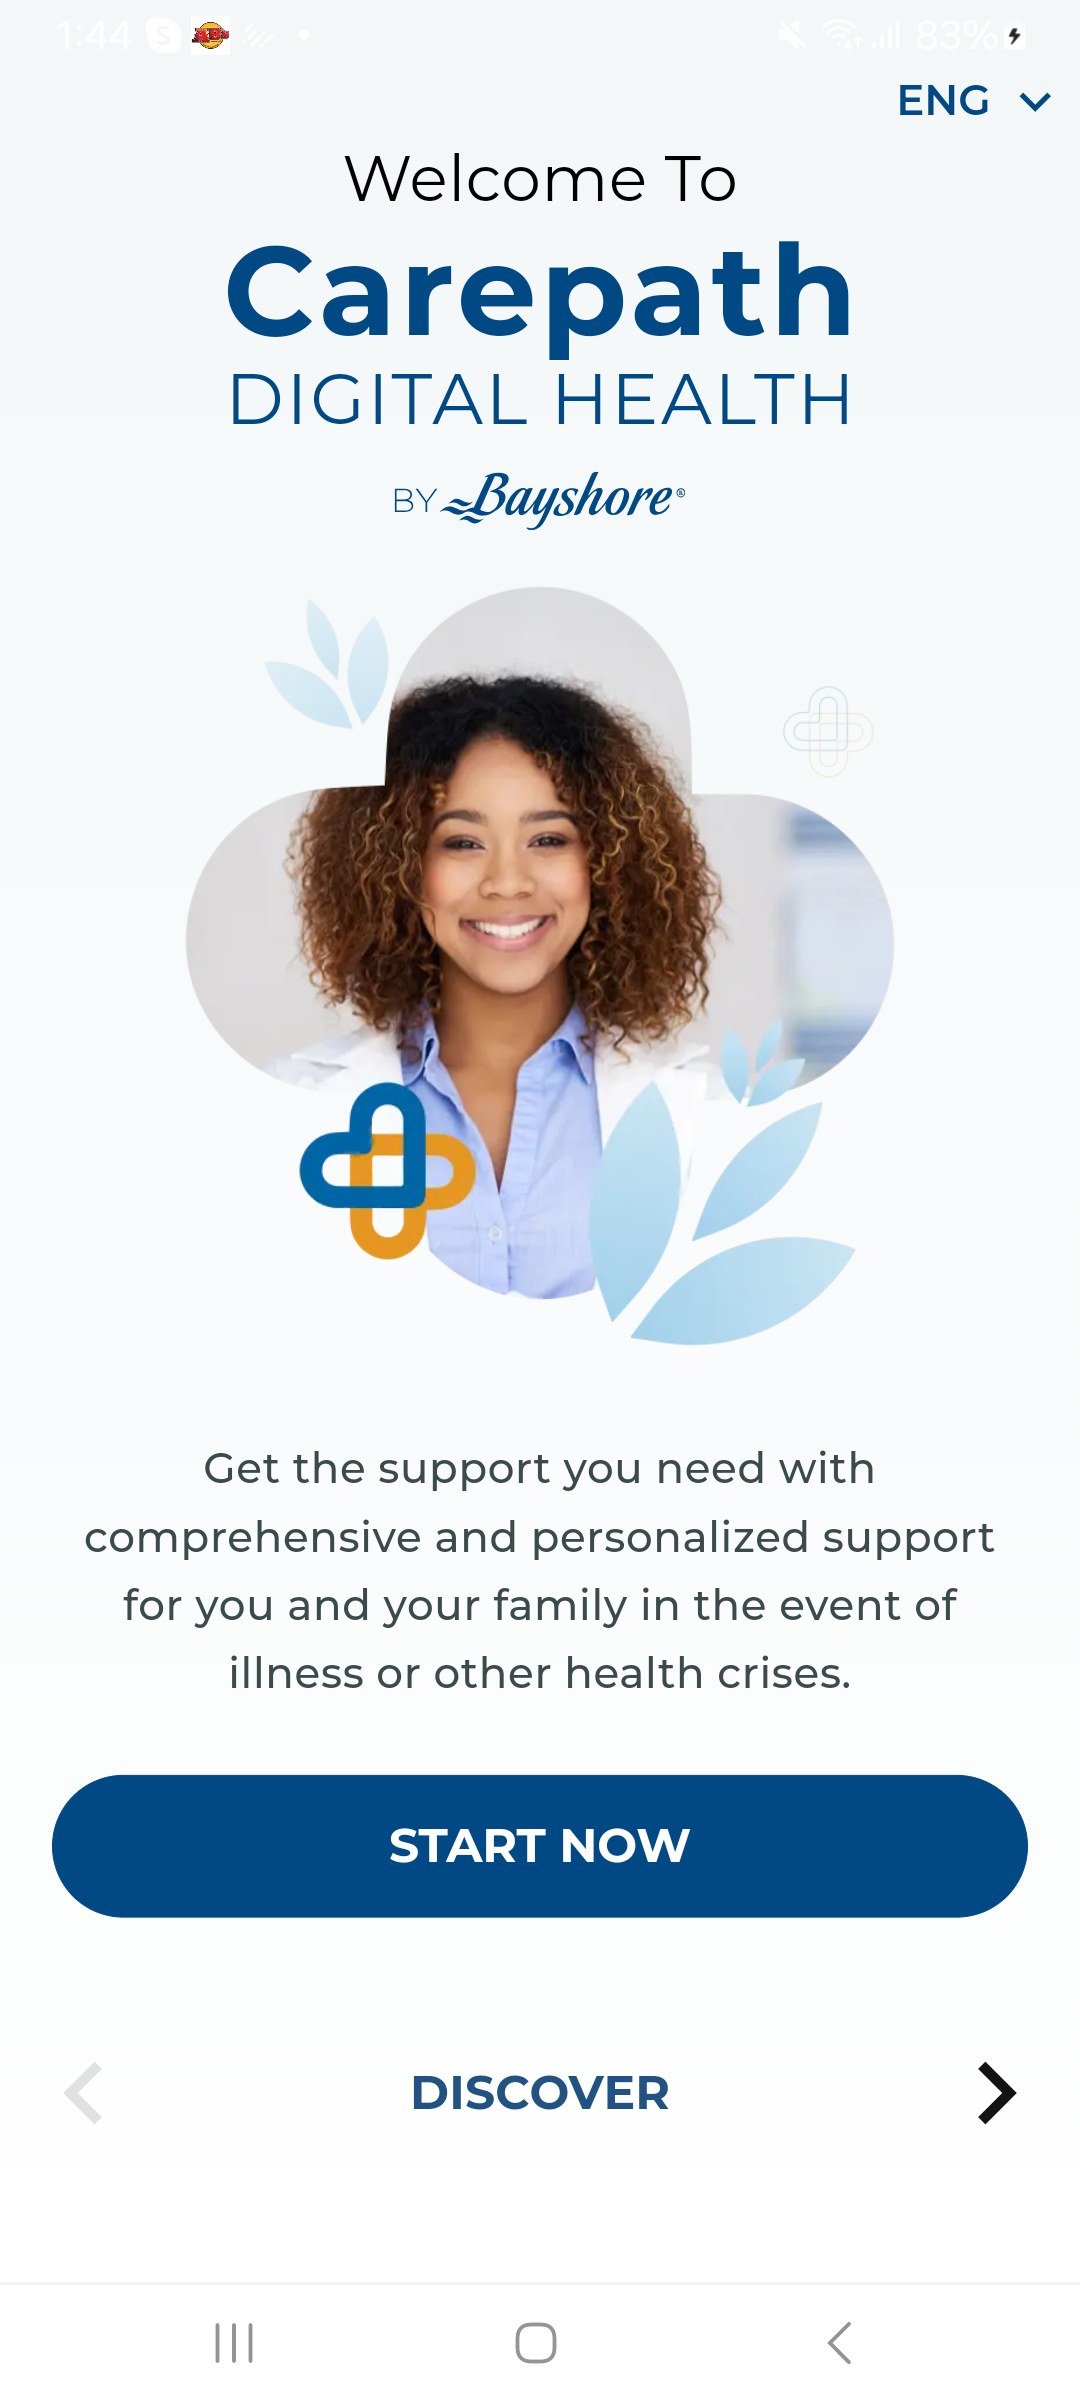 1:44
83%
ENG
Welcome To
Carepath
DIGITAL HEALTH
BY Bayshore®
Get the support you need with
comprehensive and personalized support
for you and your family in the event of
illness or other health crises.
START NOW
DISCOVER